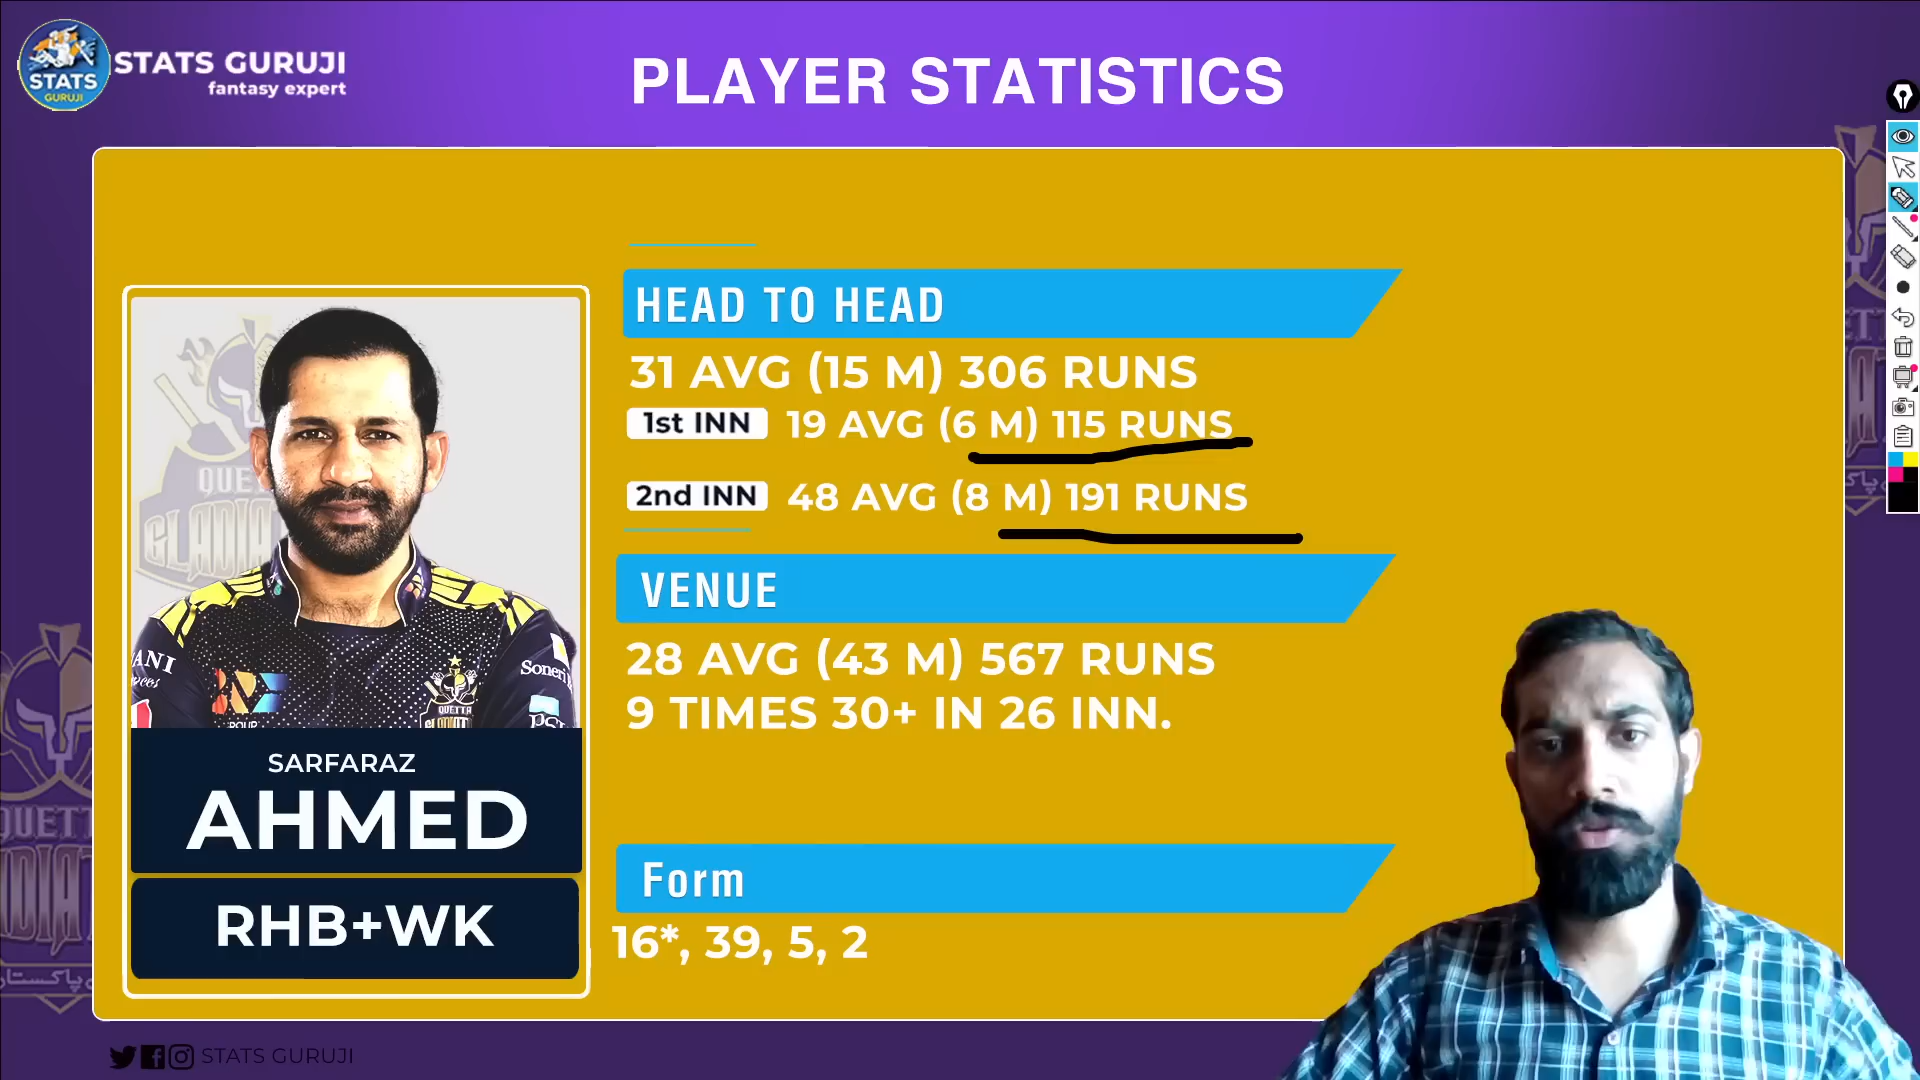 STATS GURUJI
fantasy expert
STATS
GURUJI
PLAYER STATISTICS
HEAD TO HEAD
31 AVG (15 M) 306 RUNS
1st INN 19 AVG (6 M) 115 RUNS
2nd INN 48 AVG (8 M) 191 RUNS
VENUE
28 AVG (43 M) 567 RUNS
9 TIMES 30+ IN 26 INN.
Form
16*, 39, 5, 2
SARFARAZ
AHMED
RHB+WK
STATS GURUJI